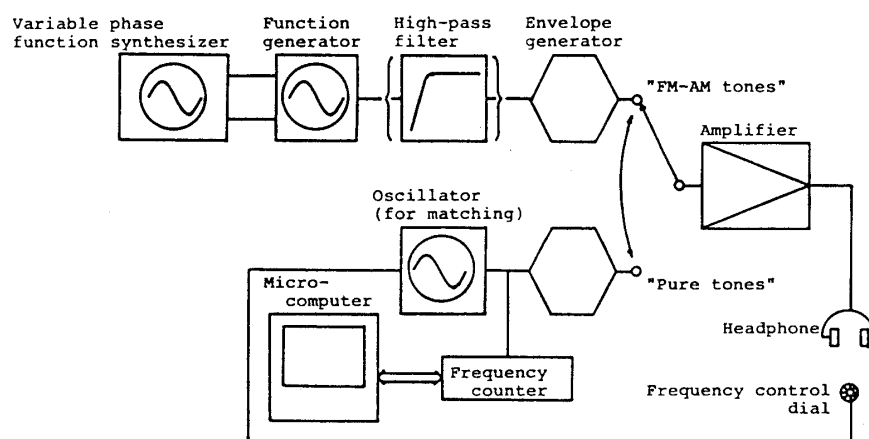 Variable phase
function synthesizer
Function
generator
High-pass
filter
Envelope
generator
"FM-AM tones"
Amplifier
Oscillator
(for matching)
"Pure tones"
Micro-
computer
Headphone
Frequency
counter
Frequency control
dial